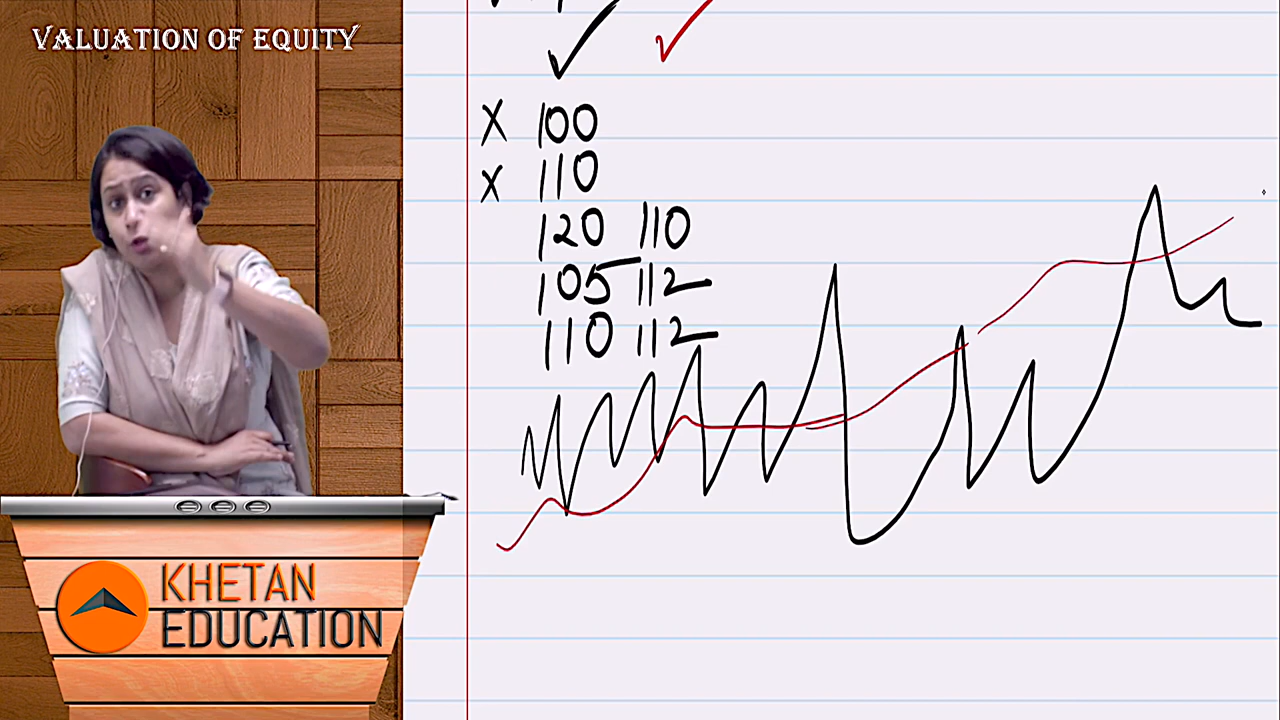 VALUATION OF EQUITY
X 100
X 110
120 110
105 112
110 112
KHETAN
EDUCATION